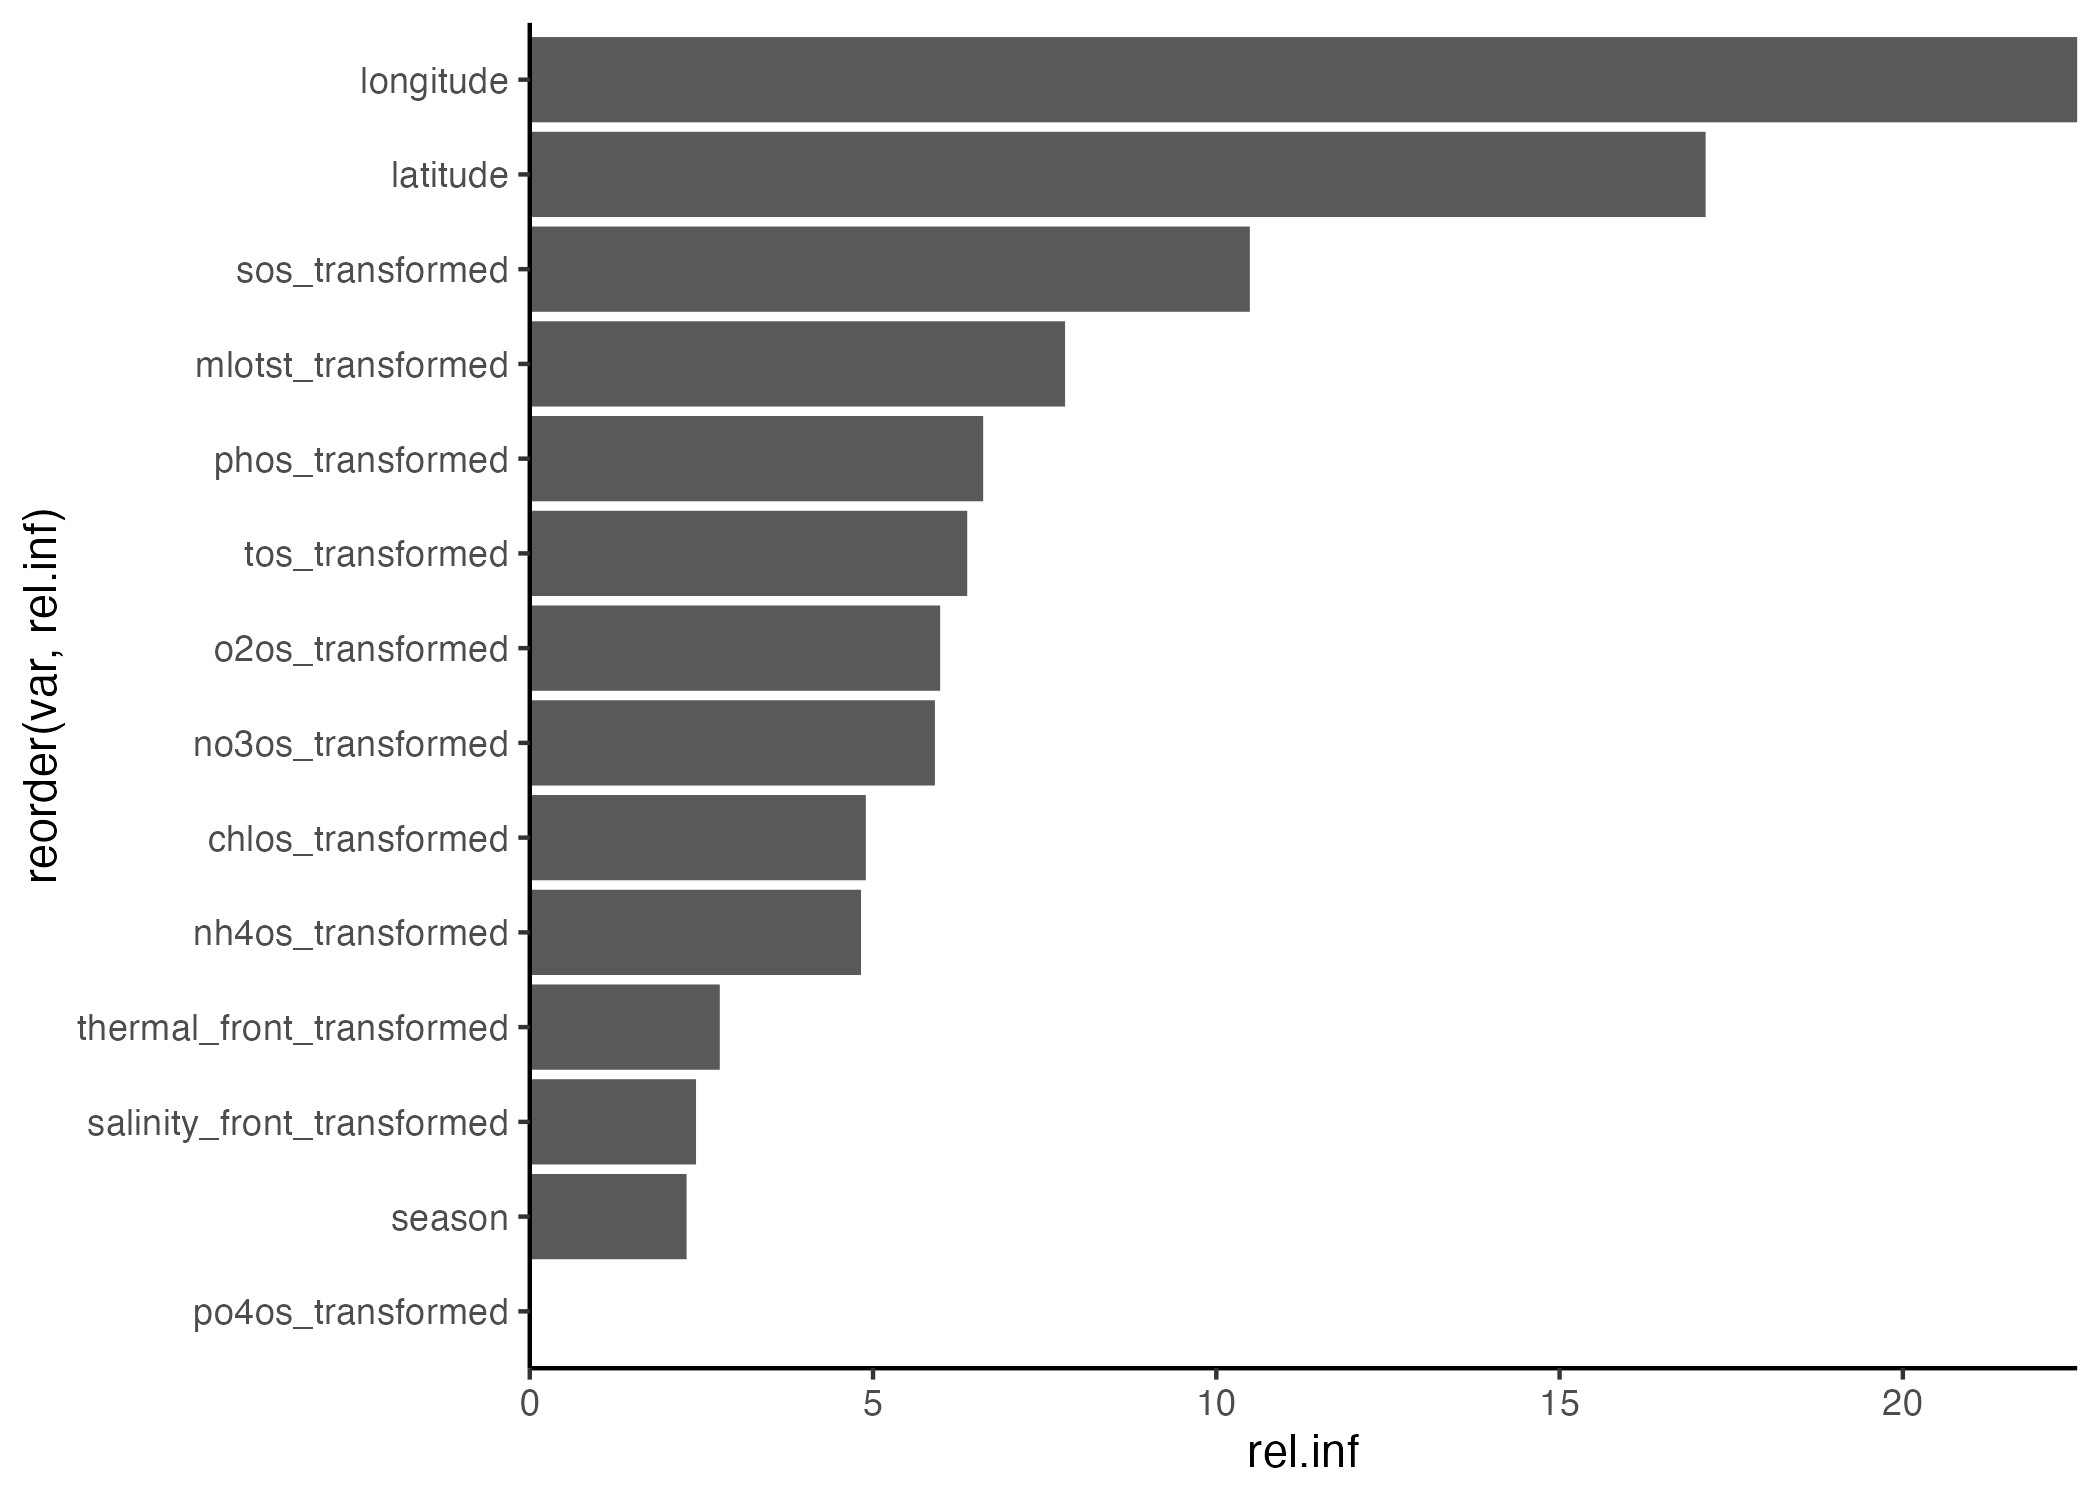 longitude
latitude
sos_transformed
mlotst_transformed
phos_transformed
tos_transformed
o2os_transformed
no3os_transformed
chlos_transformed
nh4os_transformed
thermal_front_transformed
salinity_front_transformed
season
po4os_transformed
reorder(var, rel.inf)
0 5 10 15 20
rel.inf